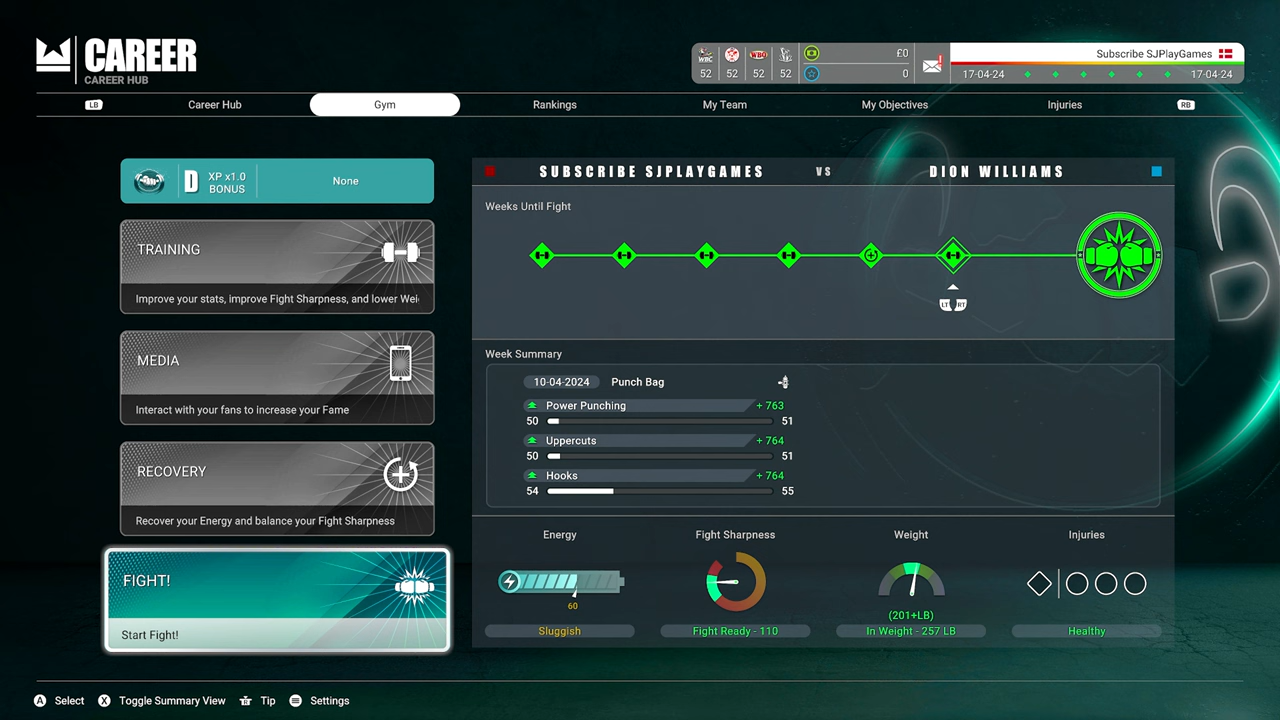 CAREER
CAREER HUB
WBC
WBO
52
52
52
52
£0
0
Subscribe SJPlayGames
17-04-24
17-04-24
LB
Career Hub
Gym
Rankings
My Team
My Objectives
Injuries
RB
D
XP x1.0
BONUS
None
TRAINING
Improve your stats, improve Fight Sharpness, and lower Wei
MEDIA
Interact with your fans to increase your Fame
RECOVERY
Recover your Energy and balance your Fight Sharpness
FIGHT!
Start Fight!
SUBSCRIBE SJPLAYGAMES VS DION WILLIAMS
Weeks Until Fight
LT RT
Week Summary
10-04-2024 Punch Bag
Power Punching +763
50 51
Uppercuts +764
50 51
Hooks +764
54 55
Energy
60
Sluggish
Fight Sharpness
Fight Ready - 110
Weight
(201+LB)
In Weight - 257 LB
Injuries
Healthy
A Select X Toggle Summary View Tip Settings